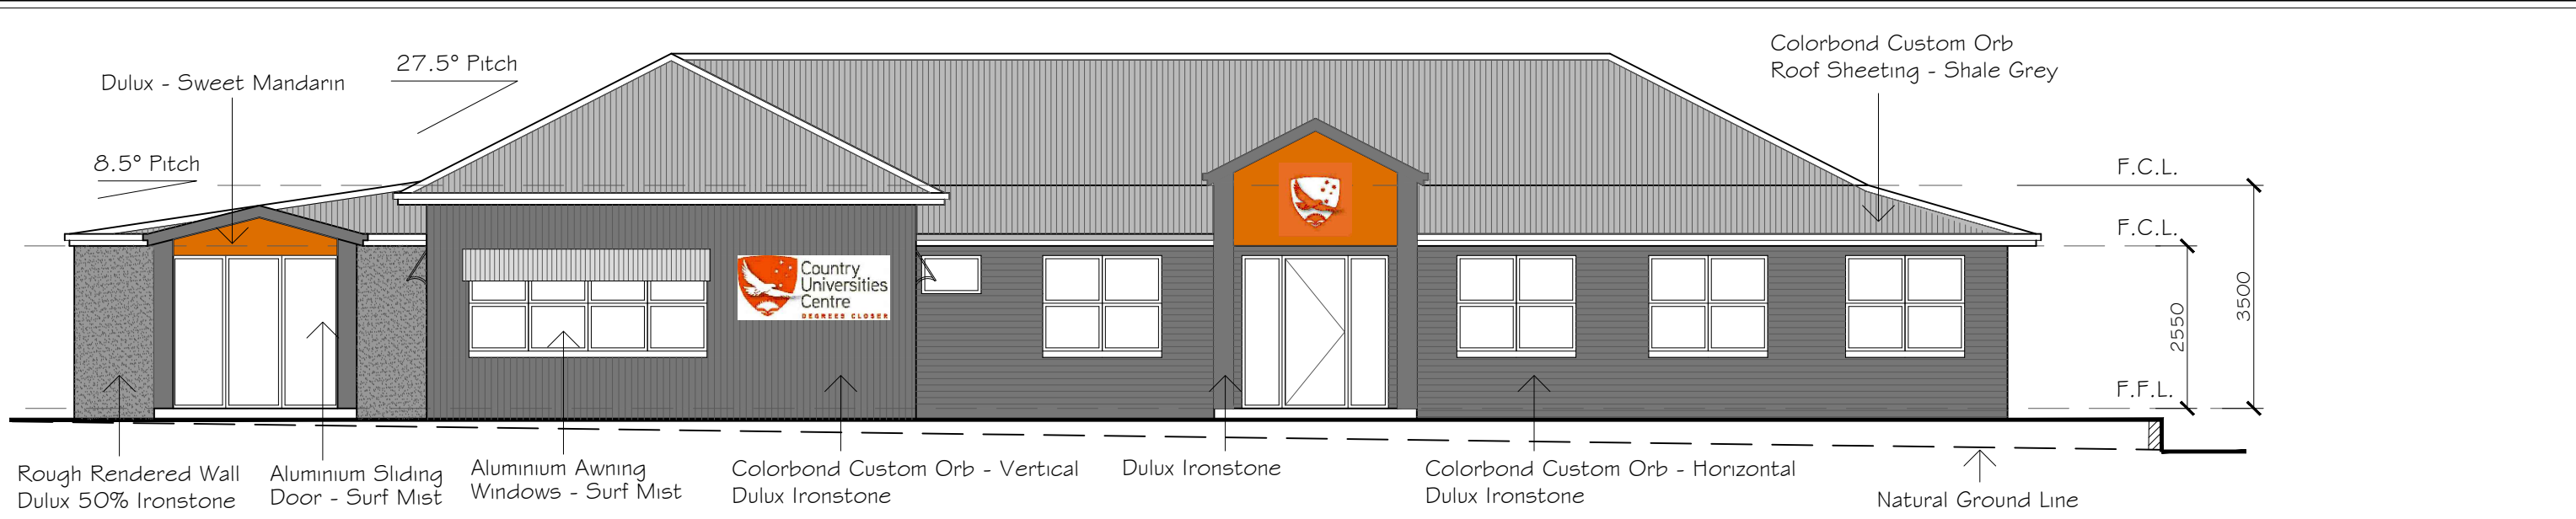 Dulux - Sweet Mandarin
27.5° Pitch
8.5° Pitch
Colorbond Custom Orb
Roof Sheeting - Shale Grey
F.C.L.
F.C.L.
F.F.L.
2550
3500
Country
Universities
Centre
DEGREES CLOSER
Rough Rendered Wall
Dulux 50% Ironstone
Aluminium Sliding
Door - Surf Mist
Aluminium Awning
Windows - Surf Mist
Colorbond Custom Orb - Vertical
Dulux Ironstone
Dulux Ironstone
Colorbond Custom Orb - Horizontal
Dulux Ironstone
Natural Ground Line